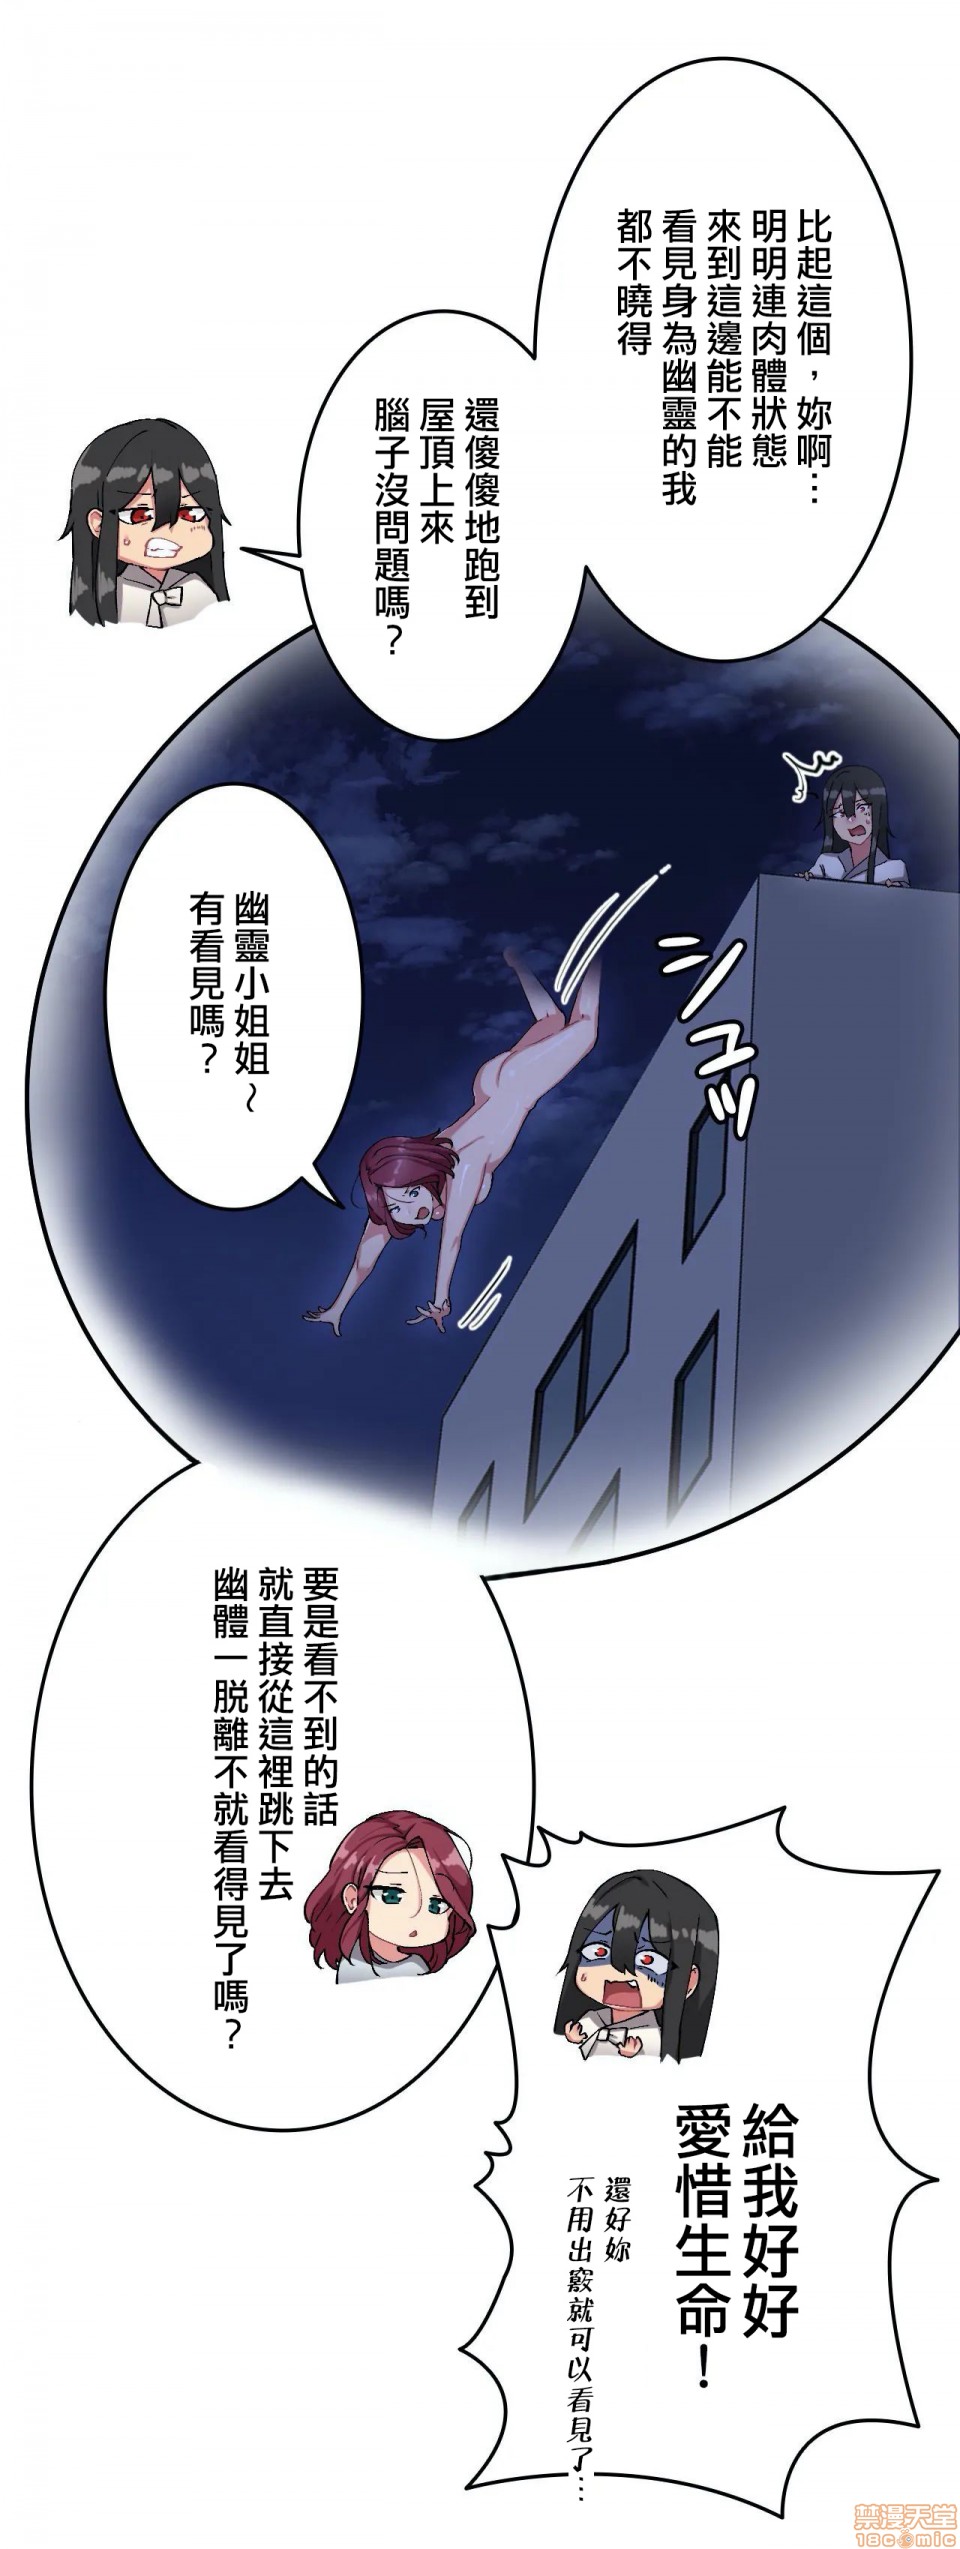 比起這個，妳啊…
明明連肉體狀態
來到這邊能不能
看見身為幽靈的我
都不曉得
還傻傻地跑到
屋頂上來
腦子沒問題嗎？
ニュッ
幽靈小姐姐~
有看見嗎？
要是看不到的話
就直接從這裡跳下去
幽體一脫離不就看得見了嗎？
給我好好
愛惜生命！
還好妳
不用出竅就可以看見了…
禁漫天堂
18comic